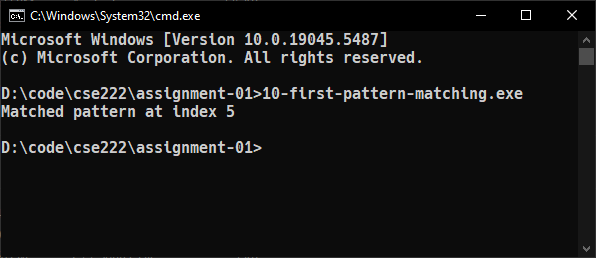 C:\Windows\System32\cmd.exe
Microsoft Windows [Version 10.0.19045.5487]
(c) Microsoft Corporation. All rights reserved.
D:\code\cse222\assignment-01>10-first-pattern-matching.exe
Matched pattern at index 5
D:\code\cse222\assignment-01>